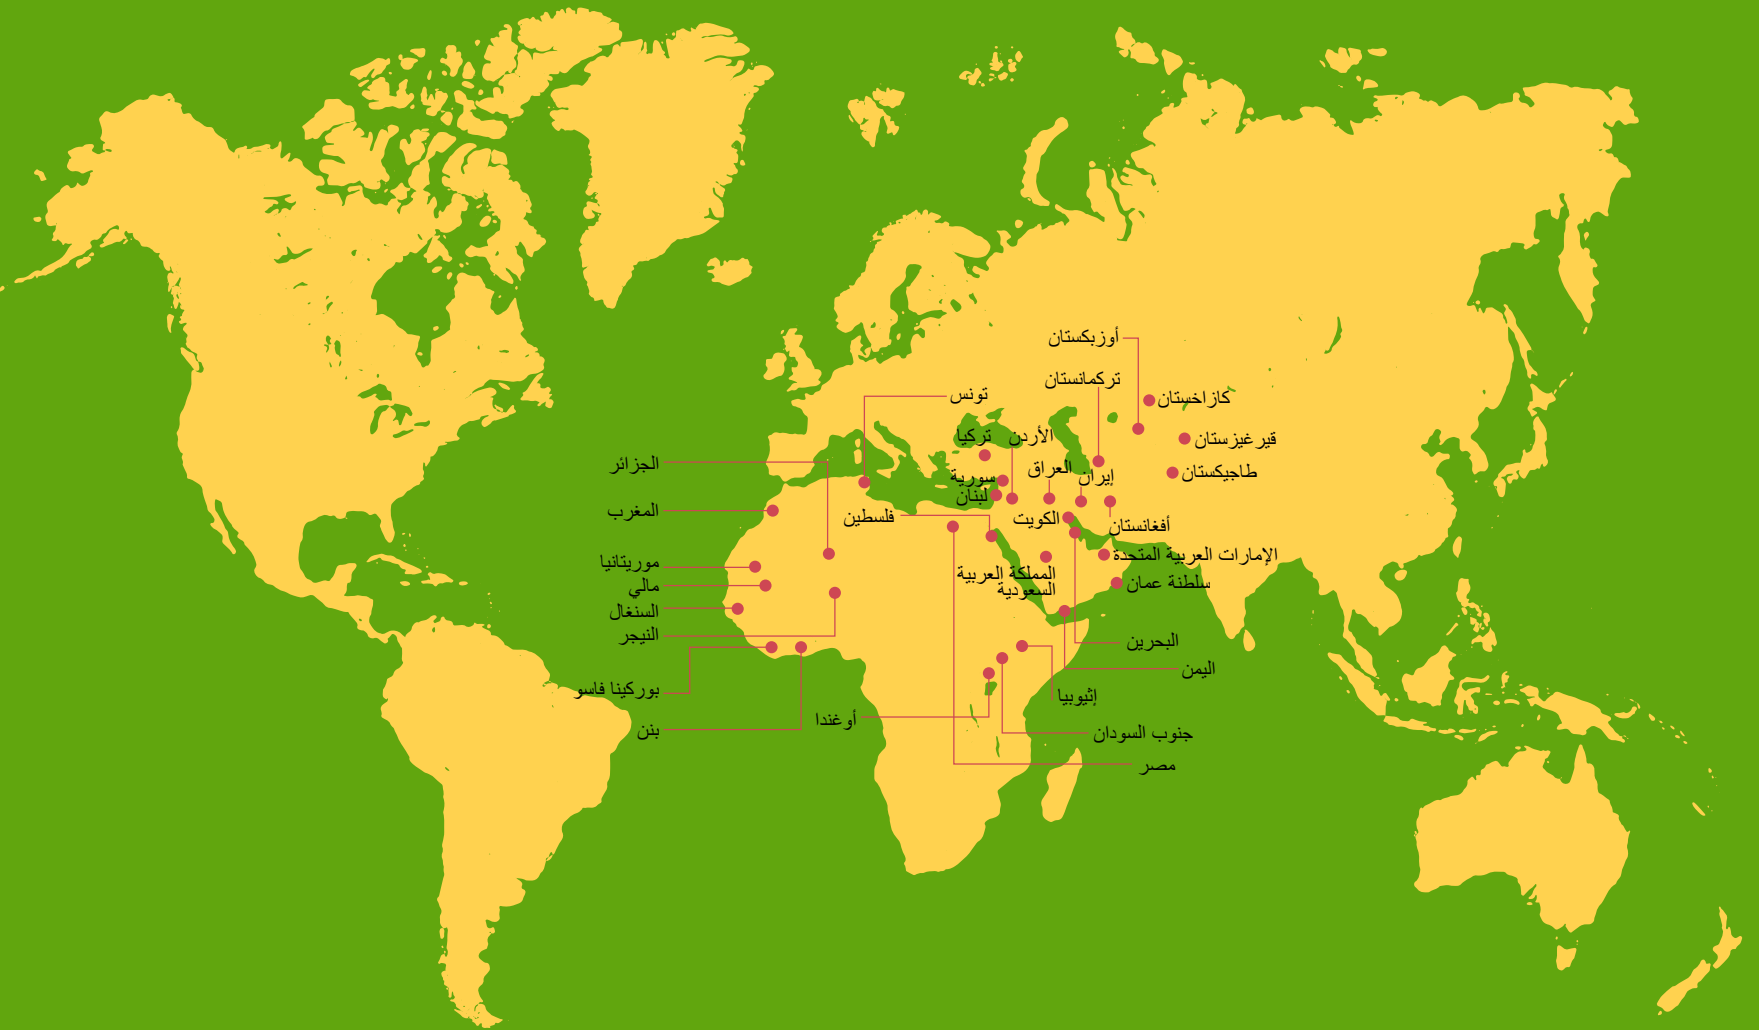 أوزبكستان
تركمانستان
كازاخستان
تونس
تركيا
الأردن
قيرغيزستان
الجزائر
العراق
إيران
طاجيكستان
سورية
لبنان
المغرب
فلسطين
الكويت
أفغانستان
الإمارات العربية المتحدة
موريتانيا
المملكة العربية
السعودية
سلطنة عمان
مالي
السنغال
النيجر
البحرين
اليمن
بوركينا فاسو
إثيوبيا
أوغندا
بنن
جنوب السودان
مصر